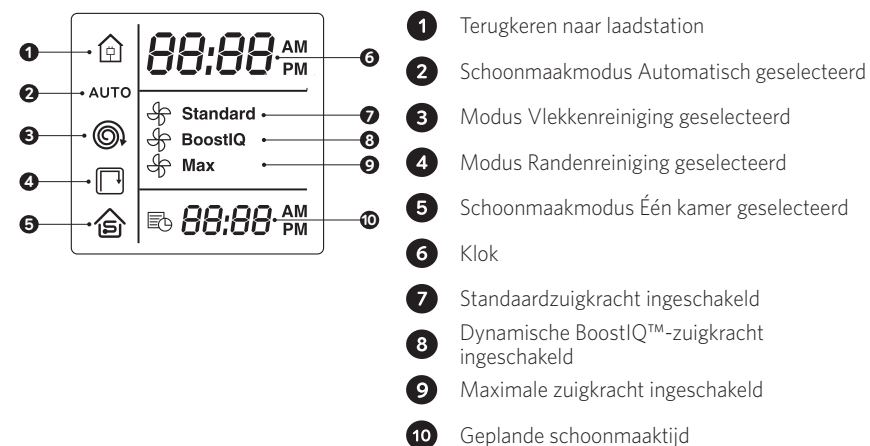 1
88:88 AM
PM
6
2
AUTO
3
Standard
7
BoostIQ
8
Max
9
4
5
88:88 AM
PM
10
1 Terugkeren naar laadstation
2 Schoonmaakmodus Automatisch geselecteerd
3 Modus Vlekkenreiniging geselecteerd
4 Modus Randenreiniging geselecteerd
5 Schoonmaakmodus Één kamer geselecteerd
6 Klok
7 Standaardzuigkracht ingeschakeld
8 Dynamische BoostIQ™-zuigkracht
ingeschakeld
9 Maximale zuigkracht ingeschakeld
10 Geplande schoonmaaktijd